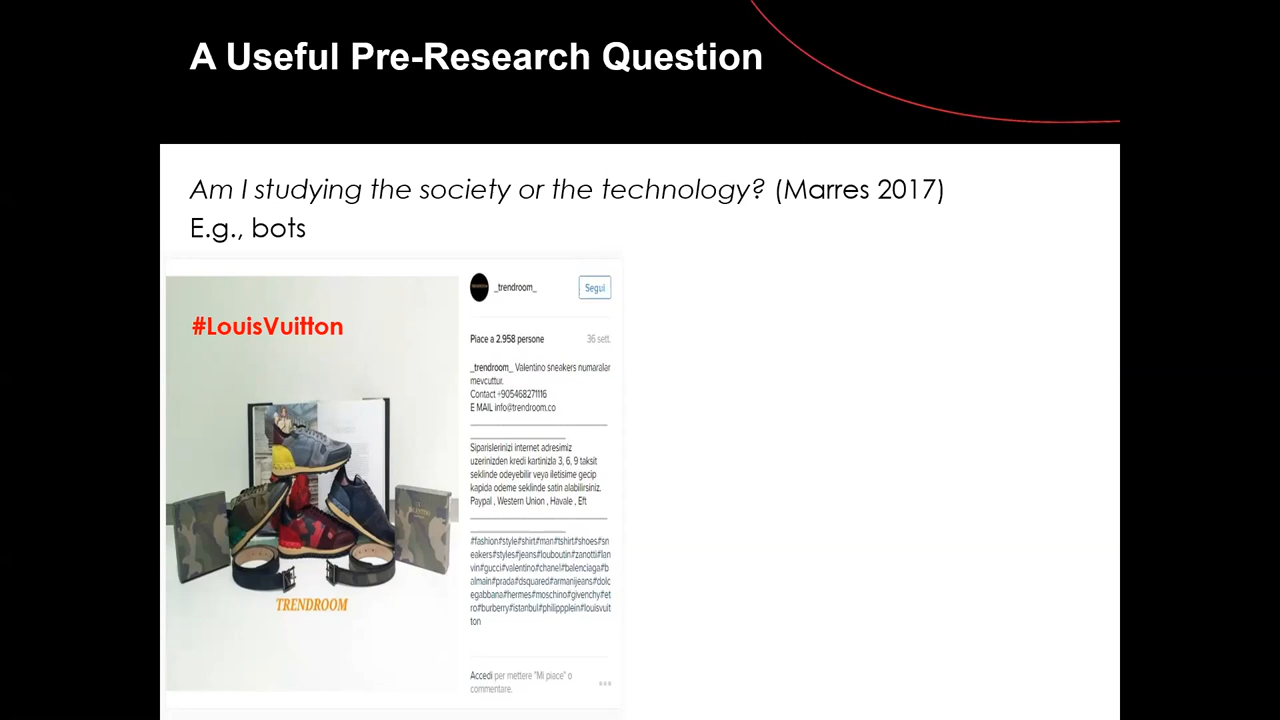 A Useful Pre-Research Question
Am I studying the society or the technology? (Marres 2017)
E.g., bots
#LouisVuitton
TRENDROOM
_trendroom_
Segui
Piace a 2.958 persone
36 sett.
_trendroom_ Valentino sneakers numaralar
mevcuttur.
Contact +905468271116
E MAIL info@trendroom.co
Siparislerinizi internet adresimiz
uzerinizden kredi kartinizla 3, 6, 9 taksit
seklinde odeyebilir veya iletisime gecip
kapida odeme seklinde satin alabilirsiniz.
Paypal , Western Union , Havale , Eft
#fashion#style#shirt#man#tshirt#shoes#sn
eakers#styles#jeans#louboutin#zanotti#lan
vin#gucci#valentino#chanel#balenciaga#b
almain#prada#dsquared#armanijeans#dolc
egabbana#hermes#moschino#givenchy#et
ro#burberry#istanbul#philippplein#louisvuit
ton
Accedi per mettere "Mi piace" o
commentare.